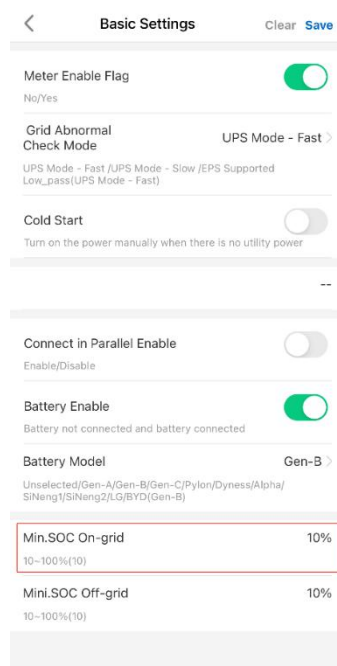 Basic Settings Clear Save
Meter Enable Flag
No/Yes
Grid Abnormal
Check Mode UPS Mode - Fast
UPS Mode - Fast /UPS Mode - Slow /EPS Supported
Low_pass(UPS Mode - Fast)
Cold Start
Turn on the power manually when there is no utility power
--
Connect in Parallel Enable
Enable/Disable
Battery Enable
Battery not connected and battery connected
Battery Model Gen-B
Unselected/Gen-A/Gen-B/Gen-C/Pylon/Dyness/Alpha/
SiNeng1/SiNeng2/LG/BYD(Gen-B)
Min.SOC On-grid 10%
10~100%(10)
Mini.SOC Off-grid 10%
10~100%(10)